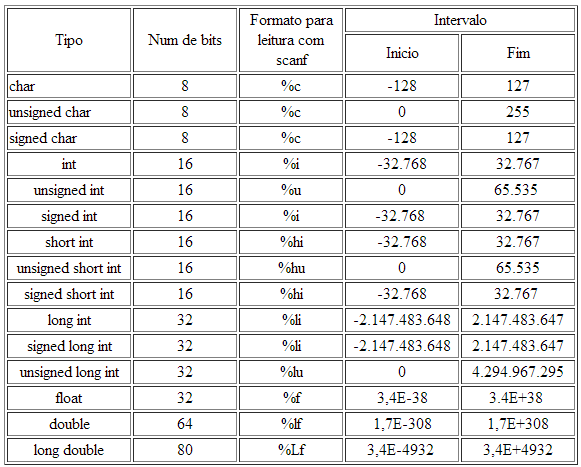 Tipo Num de bits Formato para leitura com scanf Intervalo
Inicio Fim
char 8 %c -128 127
unsigned char 8 %c 0 255
signed char 8 %c -128 127
int 16 %i -32.768 32.767
unsigned int 16 %u 0 65.535
signed int 16 %i -32.768 32.767
short int 16 %hi -32.768 32.767
unsigned short int 16 %hu 0 65.535
signed short int 16 %hi -32.768 32.767
long int 32 %li -2.147.483.648 2.147.483.647
signed long int 32 %li -2.147.483.648 2.147.483.647
unsigned long int 32 %lu 0 4.294.967.295
float 32 %f 3,4E-38 3.4E+38
double 64 %lf 1,7E-308 1,7E+308
long double 80 %Lf 3,4E-4932 3,4E+4932